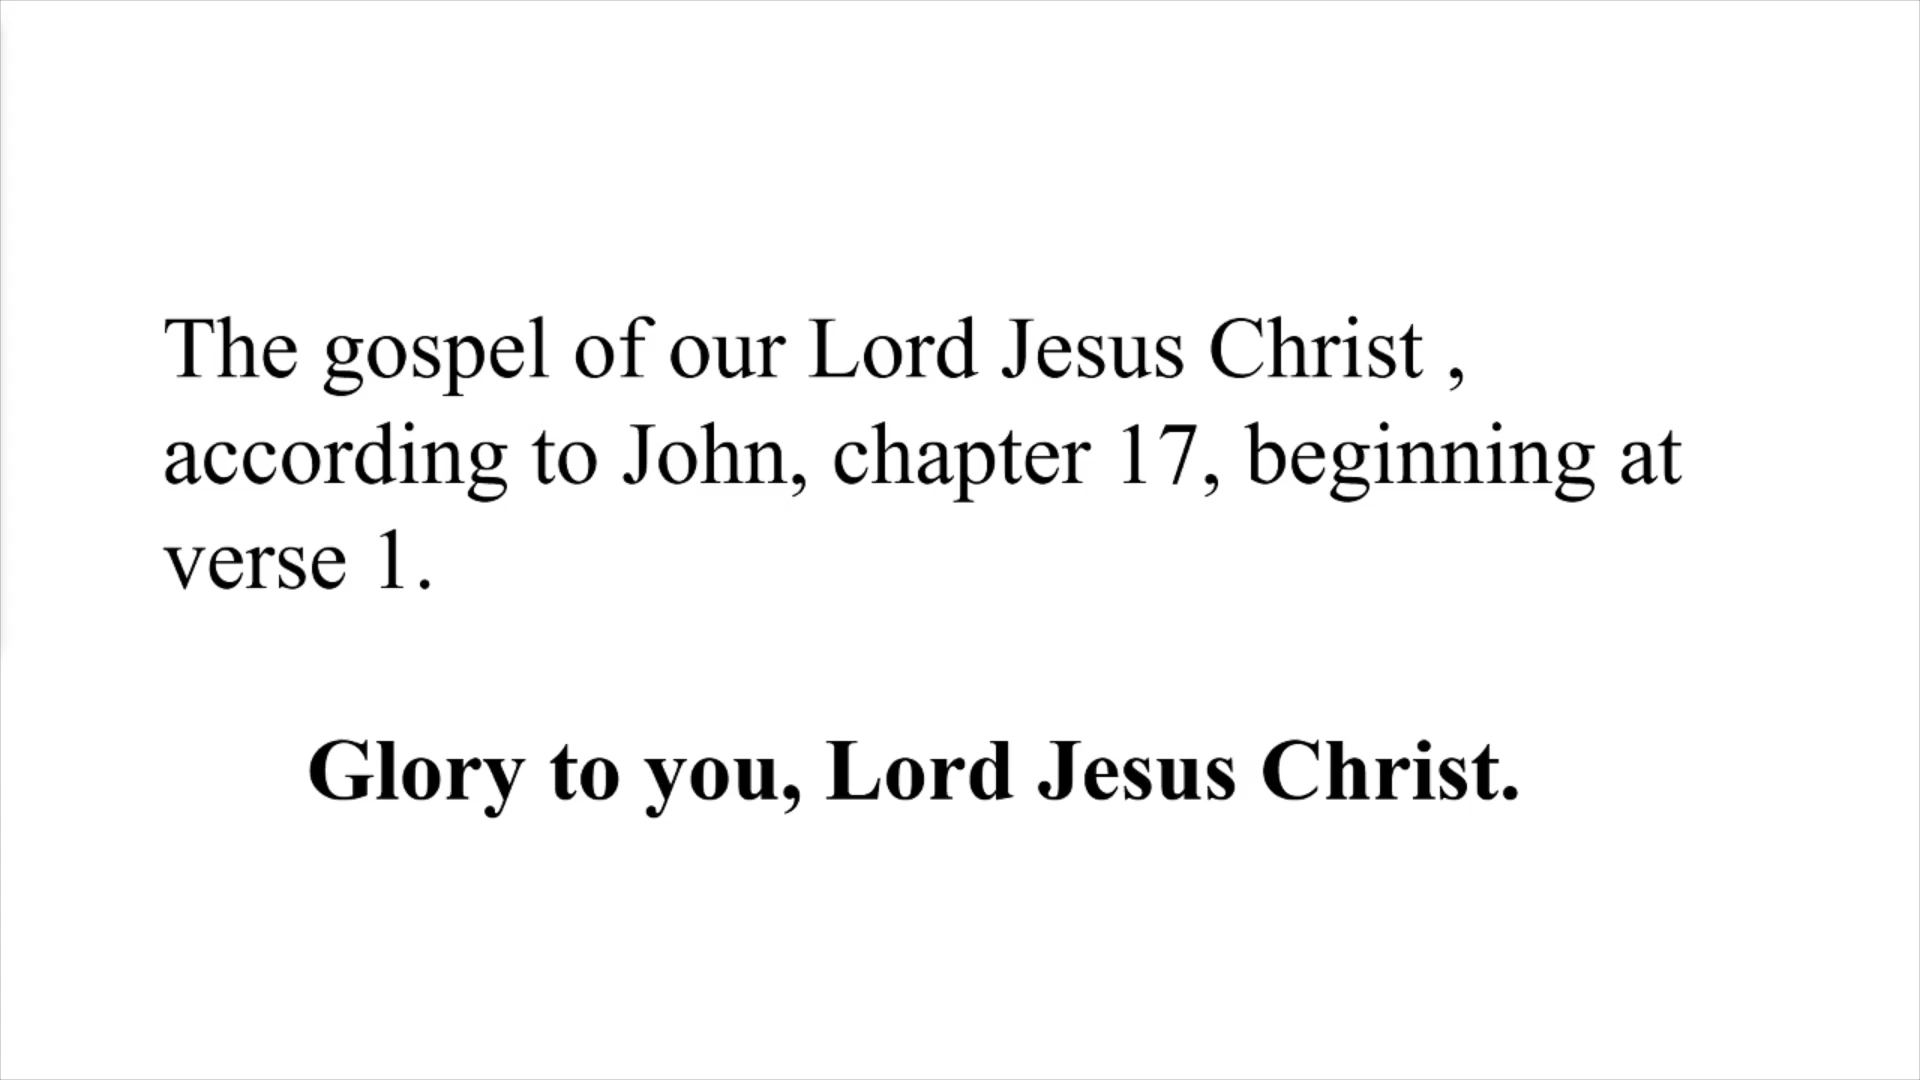 The gospel of our Lord Jesus Christ ,
according to John, chapter 17, beginning at
verse 1.
Glory to you, Lord Jesus Christ.